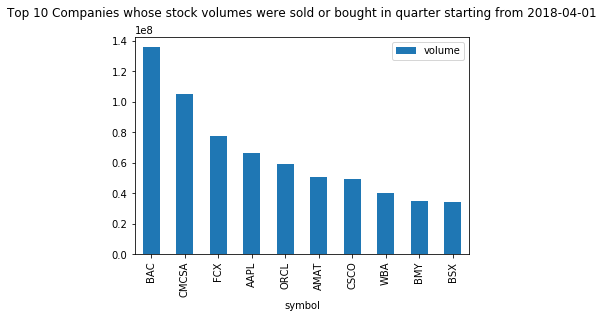 Top 10 Companies whose stock volumes were sold or bought in quarter starting from 2018-04-01
1e8
1.4
1.2
1.0
0.8
0.6
0.4
0.2
0.0
volume
BAC
CMCSA
FCX
AAPL
ORCL
AMAT
CSCO
WBA
BMY
BSX
symbol